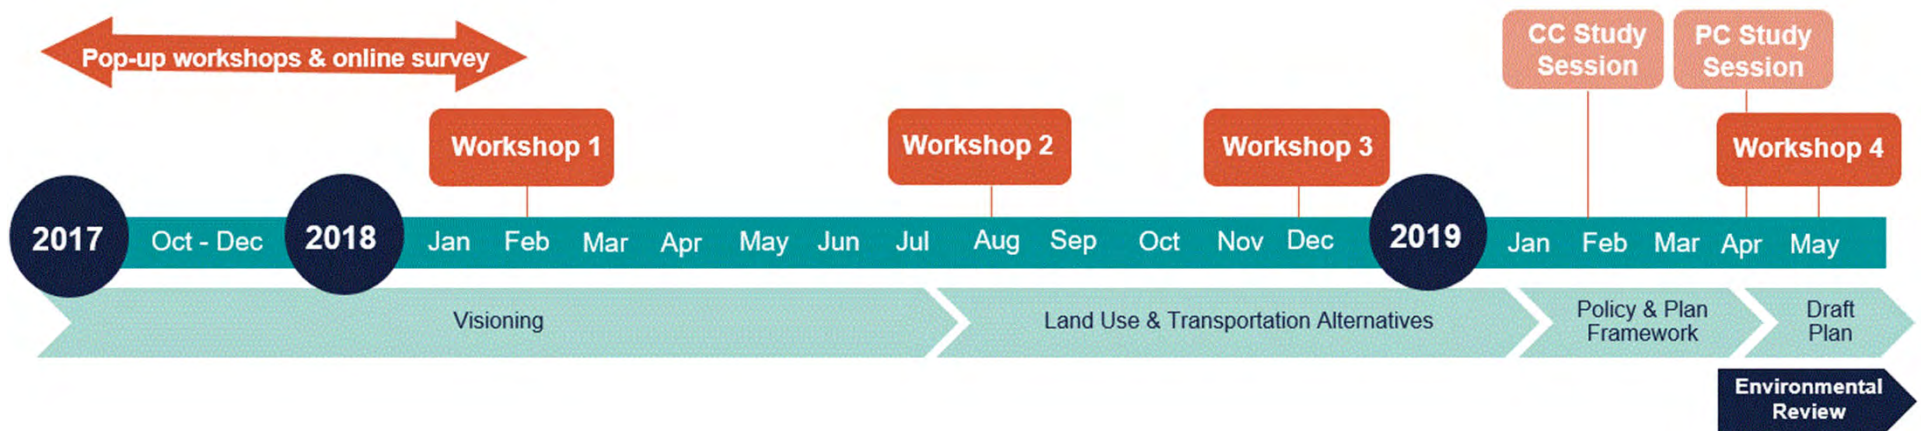 Pop-up workshops & online survey
CC Study
Session
PC Study
Session
Workshop 1
Workshop 2
Workshop 3
Workshop 4
2017 Oct - Dec 2018 Jan Feb Mar Apr May Jun Jul Aug Sep Oct Nov Dec 2019 Jan Feb Mar Apr May
Visioning
Land Use & Transportation Alternatives
Policy & Plan
Framework
Draft
Plan
Environmental
Review